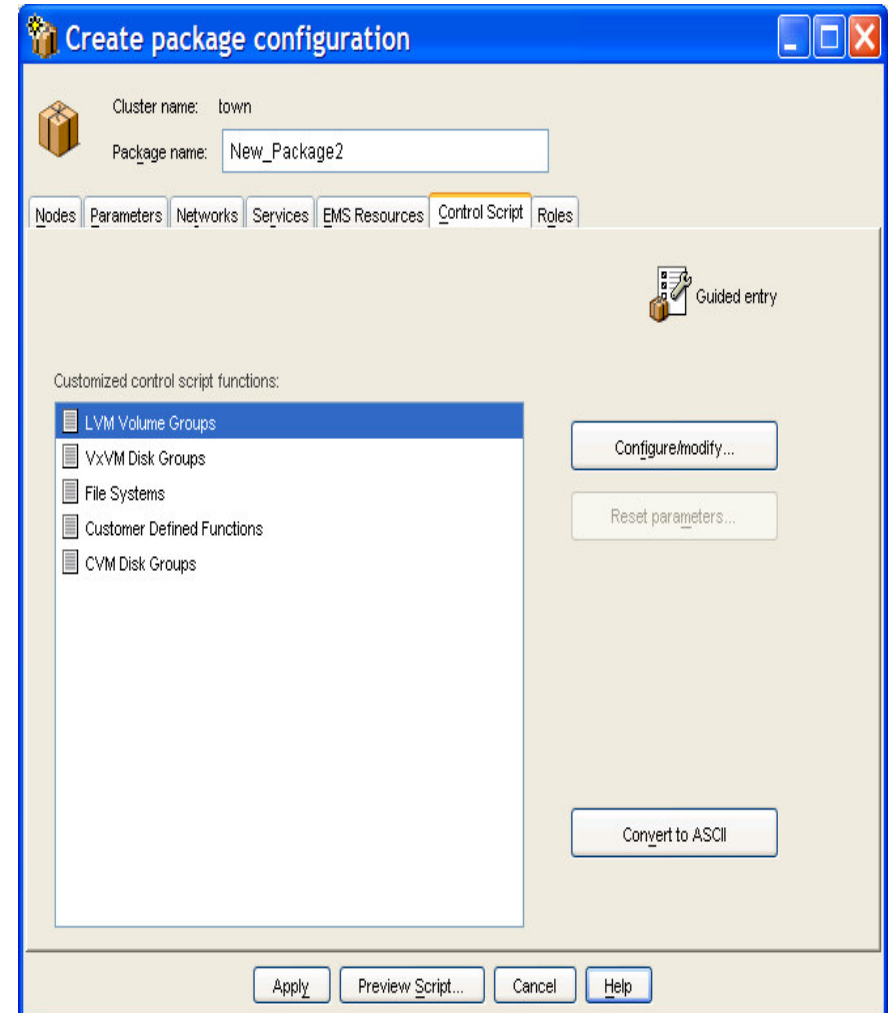 Create package configuration
Cluster name: town
Package name: New_Package2
Nodes Parameters Networks Services EMS Resources Control Script Roles
Guided entry
Customized control script functions:
LVM Volume Groups
VxVM Disk Groups
File Systems
Customer Defined Functions
CVM Disk Groups
Configure/modify...
Reset parameters...
Convert to ASCII
Apply Preview Script... Cancel Help